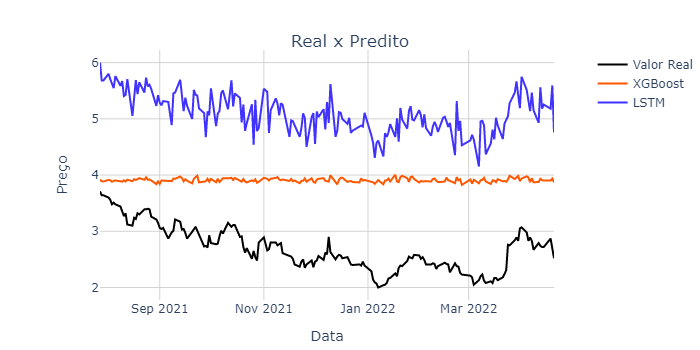 Real x Predito
Valor Real
XGBoost
LSTM
Preço
6
5
4
3
2
Sep 2021
Nov 2021
Jan 2022
Mar 2022
Data